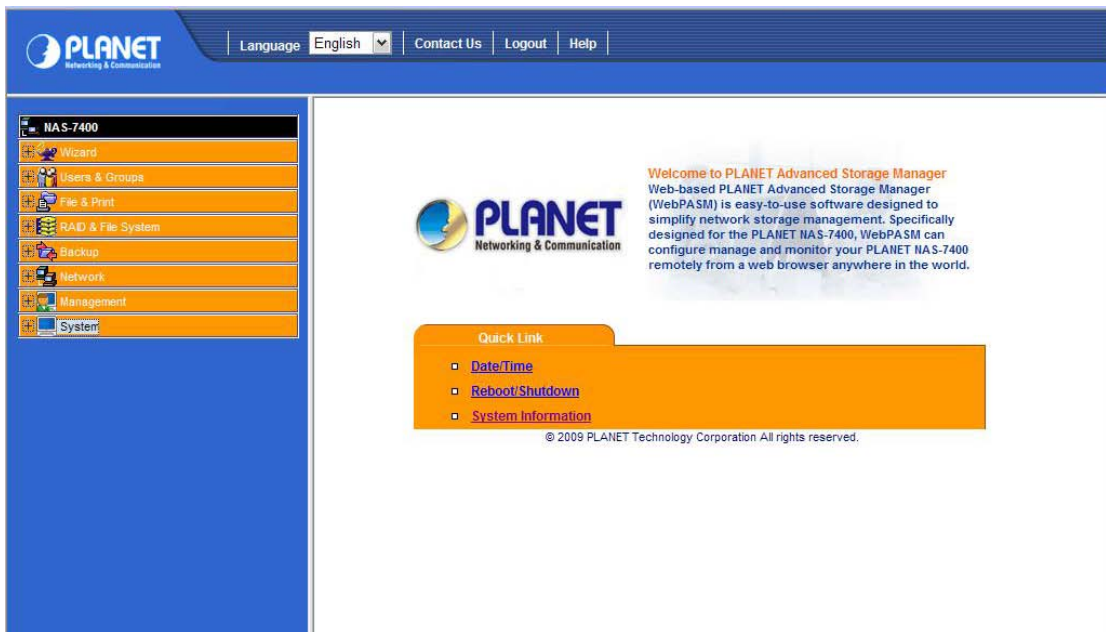 PLANET
Networking & Communication
Language English Contact Us Logout Help
NAS-7400
Wizard
Users & Groups
File & Print
RAID & File System
Backup
Network
Management
System
PLANET
Networking & Communication
Welcome to PLANET Advanced Storage Manager
Web-based PLANET Advanced Storage Manager
(WebPASM) is easy-to-use software designed to
simplify network storage management. Specifically
designed for the PLANET NAS-7400, WebPASM can
configure manage and monitor your PLANET NAS-7400
remotely from a web browser anywhere in the world.
Quick Link
Date/Time
Reboot/Shutdown
System Information
© 2009 PLANET Technology Corporation All rights reserved.